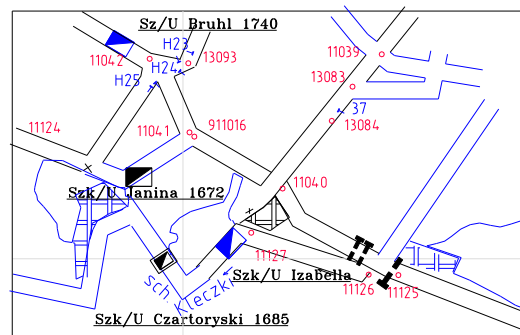 Sz/U Bruhl 1740
H23
11042
13093
11039
H24
H25
13083
37
13084
11124
11041
911016
Szk/U Janina 1672
11040
11127
Szk/U Izabella
sch. Kleczki
11126
11125
Szk/U Czartoryski 1685